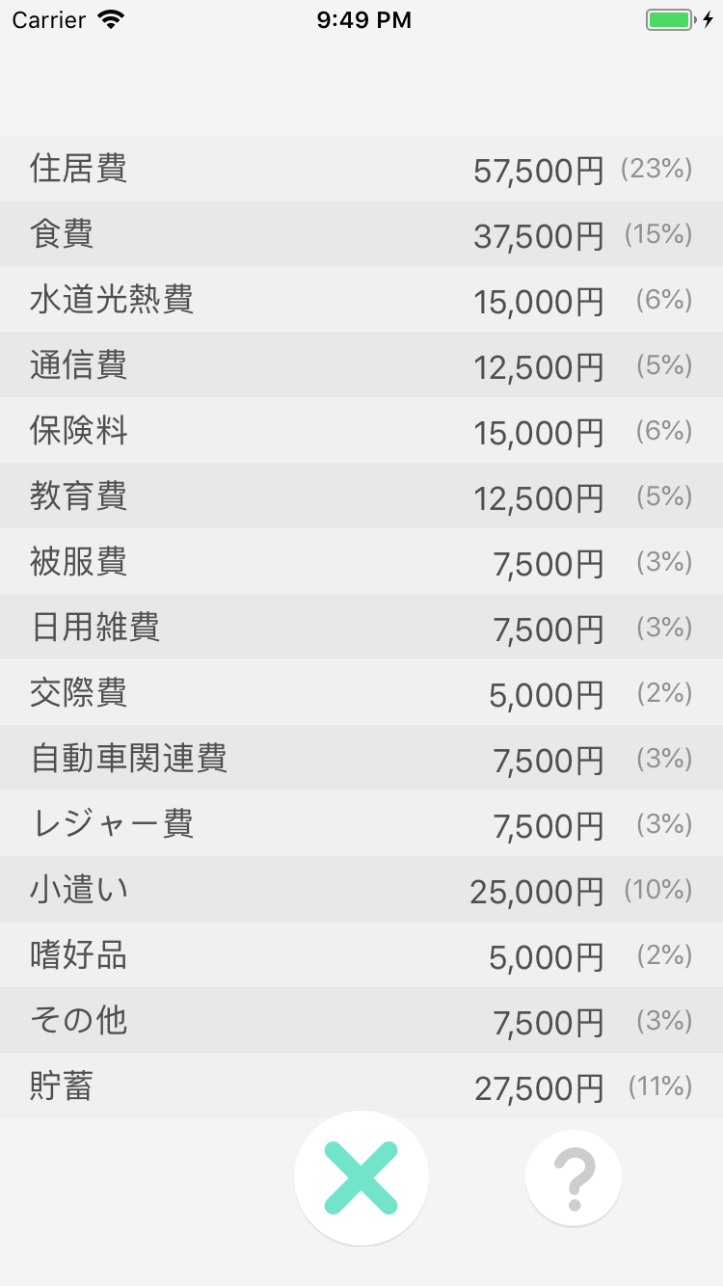 Carrier 9:49 PM
住居費 57,500円 (23%)
食費 37,500円 (15%)
水道光熱費 15,000円 (6%)
通信費 12,500円 (5%)
保険料 15,000円 (6%)
教育費 12,500円 (5%)
被服費 7,500円 (3%)
日用雑費 7,500円 (3%)
交際費 5,000円 (2%)
自動車関連費 7,500円 (3%)
レジャー費 7,500円 (3%)
小遣い 25,000円 (10%)
嗜好品 5,000円 (2%)
その他 7,500円 (3%)
貯蓄 27,500円 (11%)
?